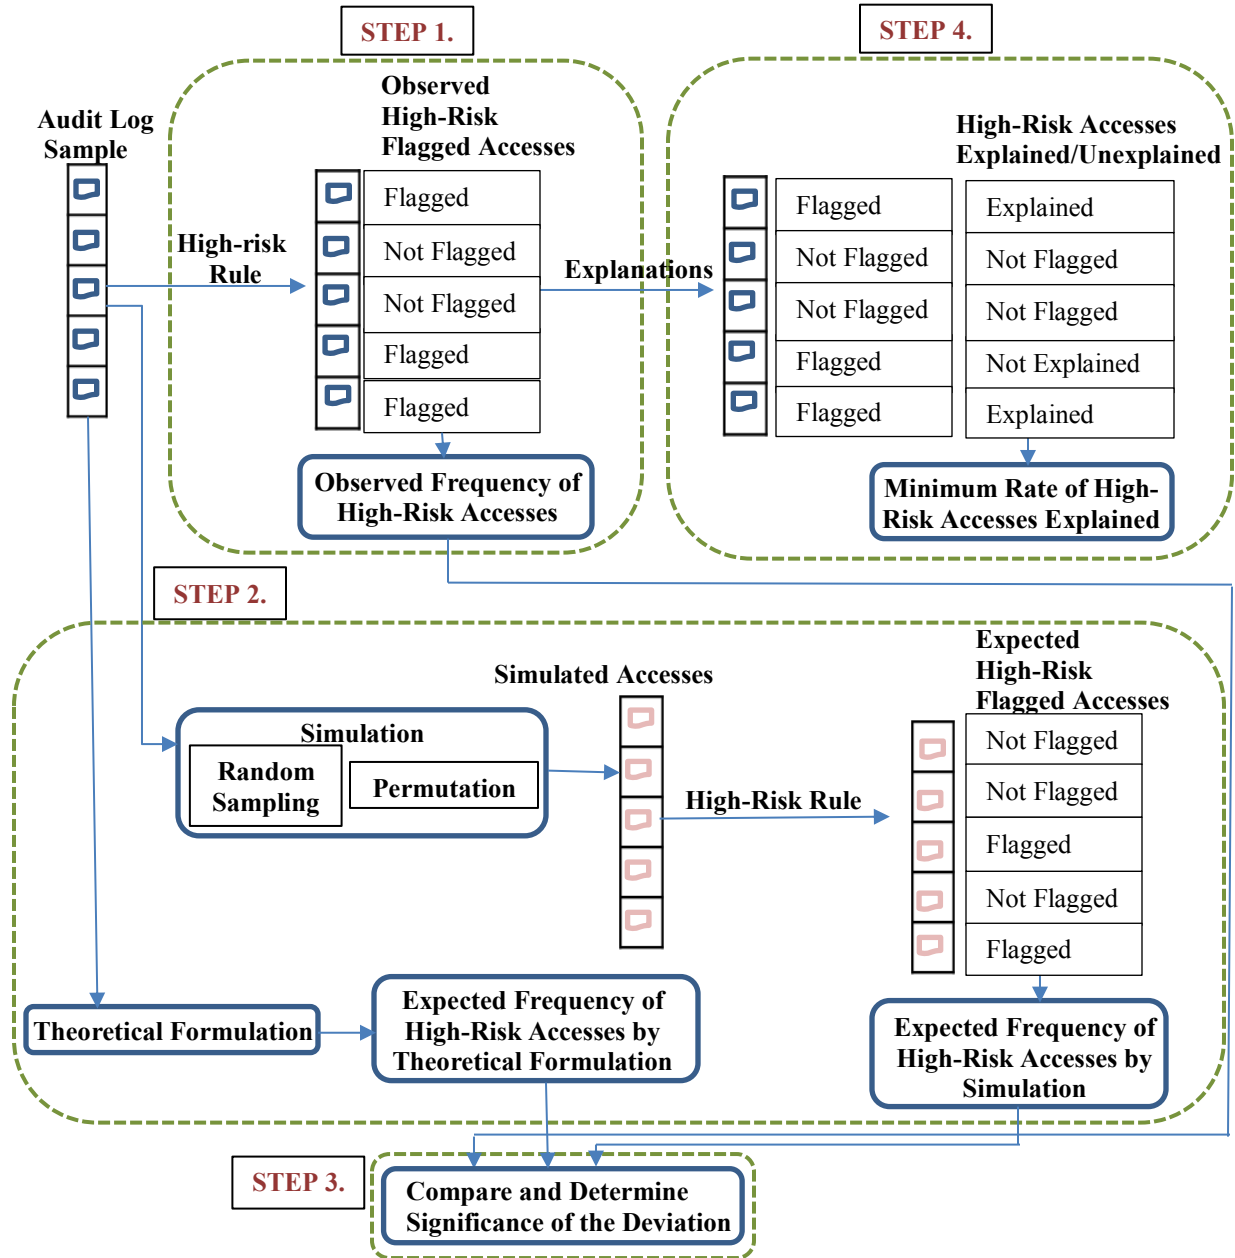 STEP 1.
STEP 4.
Audit Log
Sample
Observed
High-Risk
Flagged Accesses
High-Risk Accesses
Explained/Unexplained
High-risk
Rule
Flagged
Not Flagged
Not Flagged
Flagged
Flagged
Explanations
Flagged
Not Flagged
Not Flagged
Flagged
Flagged
Explained
Not Flagged
Not Flagged
Not Explained
Explained
Observed Frequency of
High-Risk Accesses
Minimum Rate of High-
Risk Accesses Explained
STEP 2.
Simulated Accesses
Expected
High-Risk
Flagged Accesses
Simulation
Random
Sampling
Permutation
High-Risk Rule
Not Flagged
Not Flagged
Flagged
Not Flagged
Flagged
Theoretical Formulation
Expected Frequency of
High-Risk Accesses by
Theoretical Formulation
Expected Frequency of
High-Risk Accesses by
Simulation
STEP 3.
Compare and Determine
Significance of the Deviation